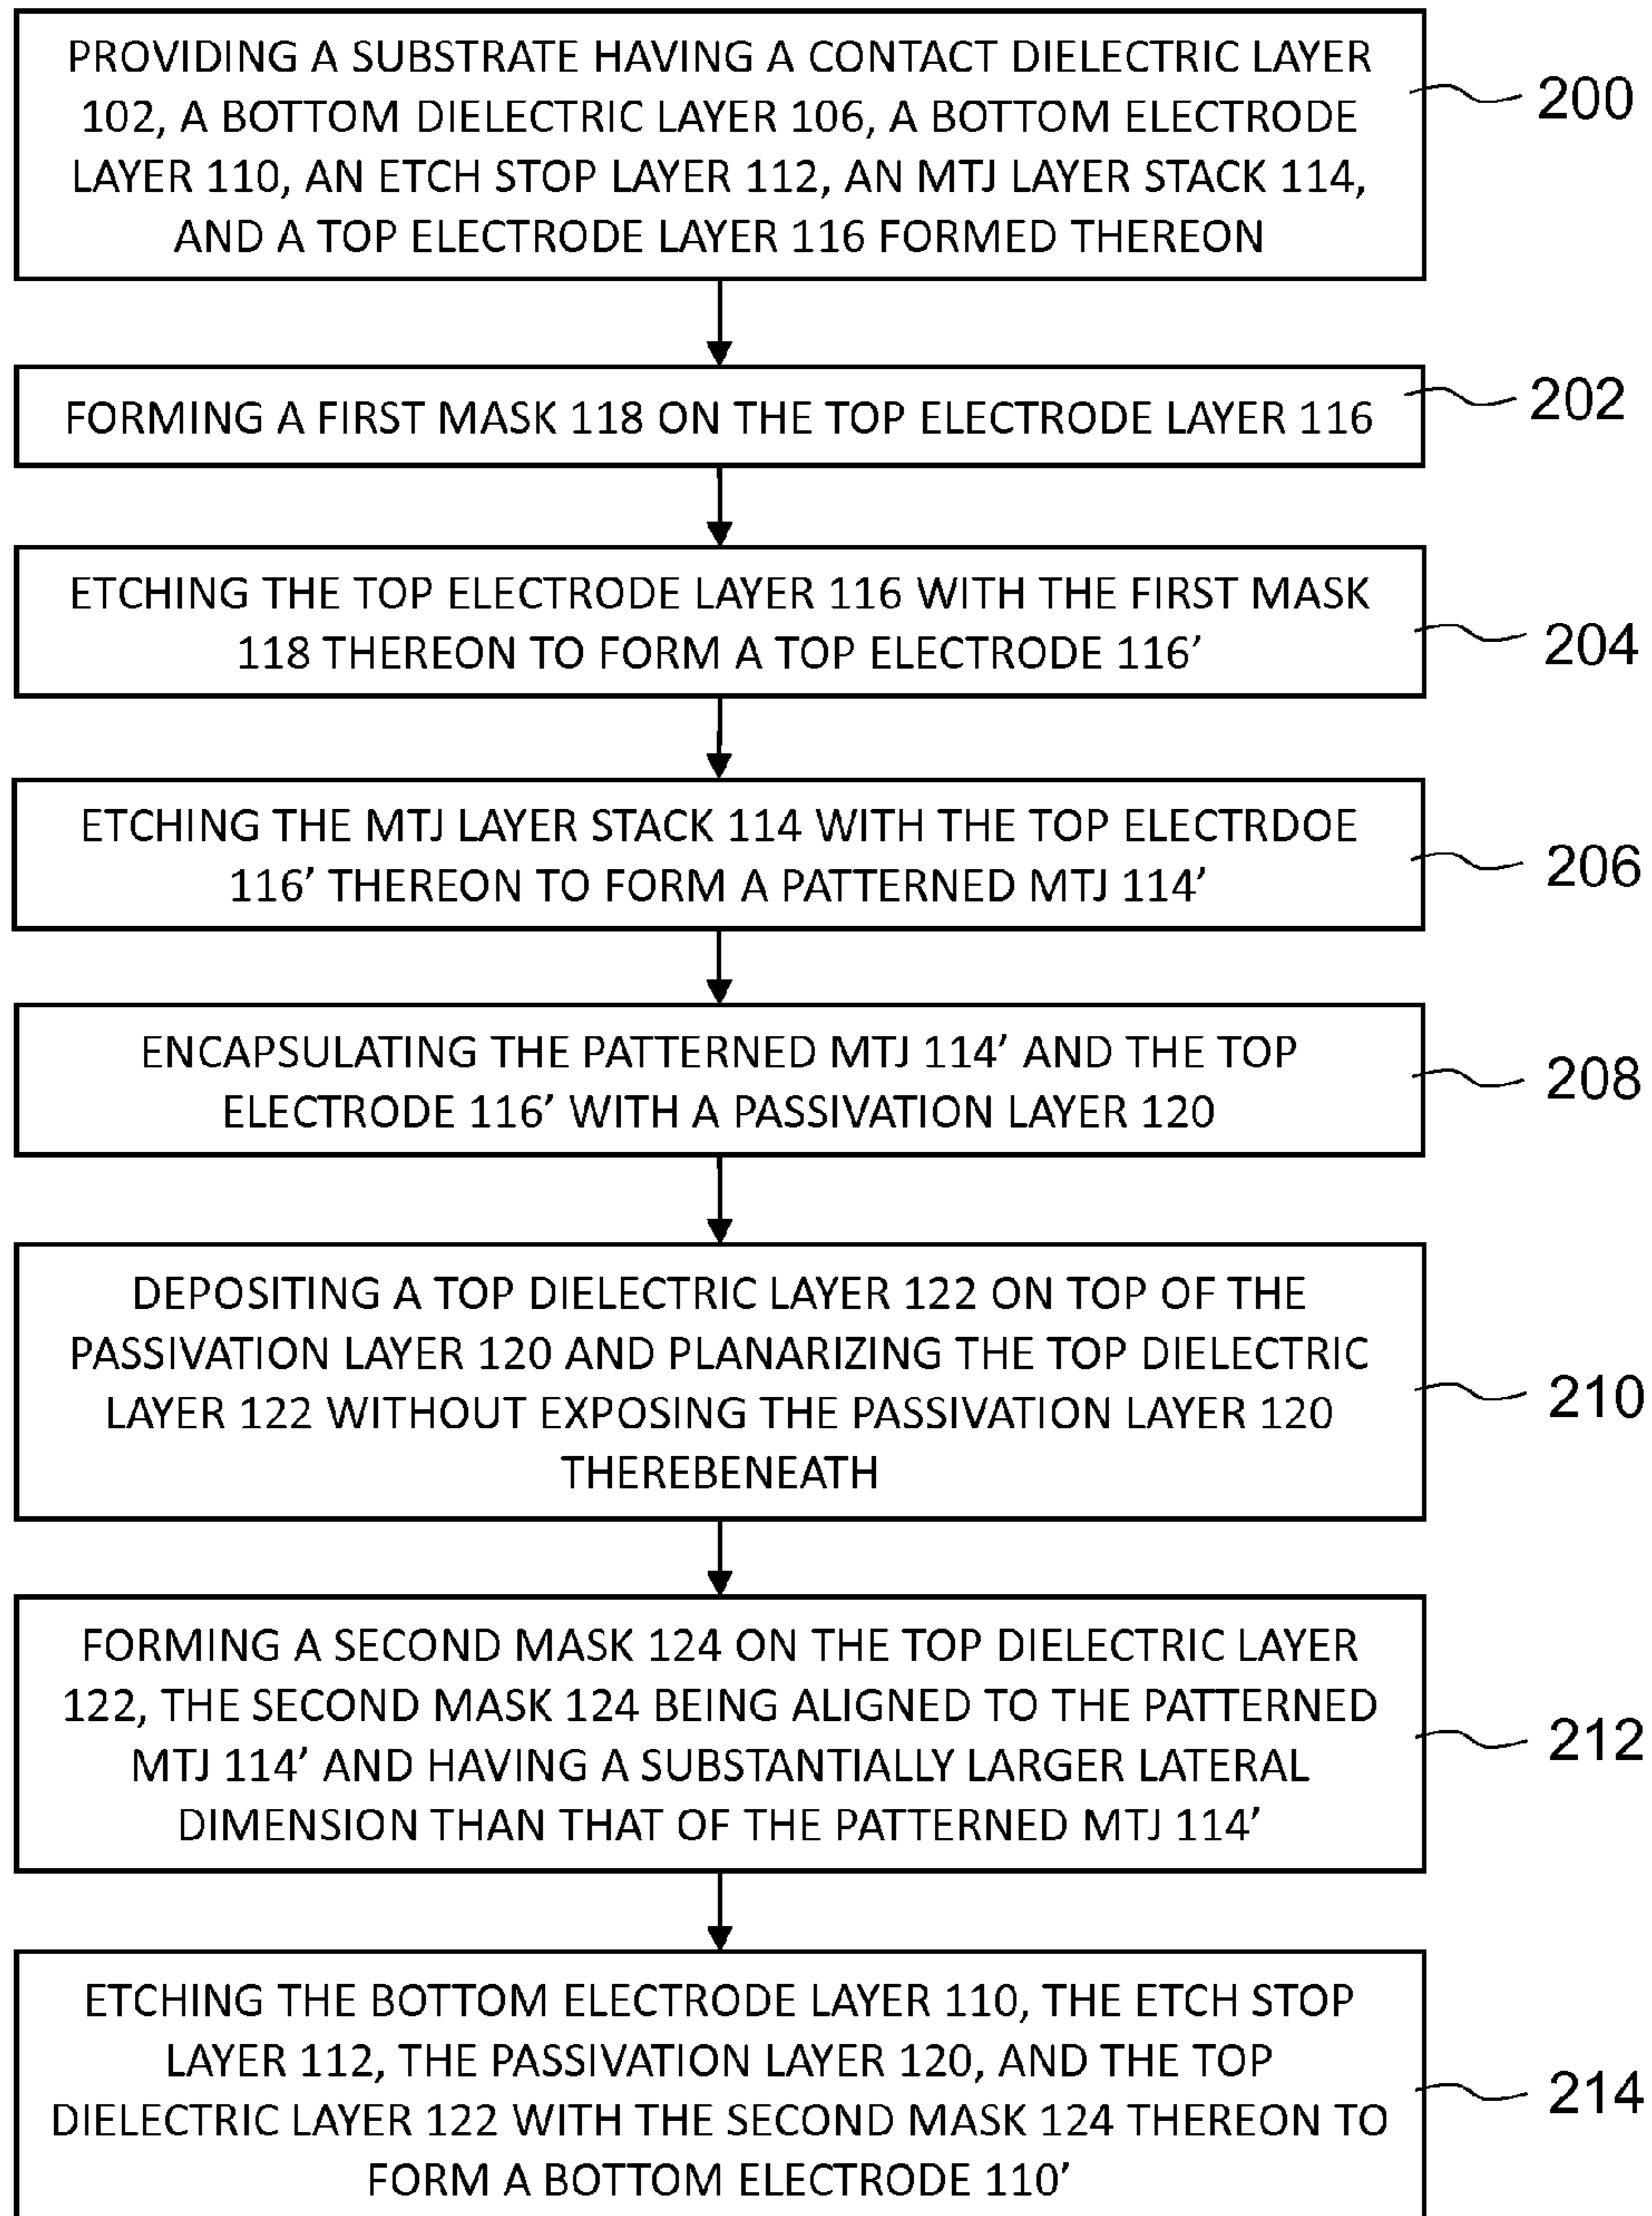 PROVIDING A SUBSTRATE HAVING A CONTACT DIELECTRIC LAYER
102, A BOTTOM DIELECTRIC LAYER 106, A BOTTOM ELECTRODE
LAYER 110, AN ETCH STOP LAYER 112, AN MTJ LAYER STACK 114,
AND A TOP ELECTRODE LAYER 116 FORMED THEREON
200
FORMING A FIRST MASK 118 ON THE TOP ELECTRODE LAYER 116
202
ETCHING THE TOP ELECTRODE LAYER 116 WITH THE FIRST MASK
118 THEREON TO FORM A TOP ELECTRODE 116’
204
ETCHING THE MTJ LAYER STACK 114 WITH THE TOP ELECTRDOE
116’ THEREON TO FORM A PATTERNED MTJ 114’
206
ENCAPSULATING THE PATTERNED MTJ 114’ AND THE TOP
ELECTRODE 116’ WITH A PASSIVATION LAYER 120
208
DEPOSITING A TOP DIELECTRIC LAYER 122 ON TOP OF THE
PASSIVATION LAYER 120 AND PLANARIZING THE TOP DIELECTRIC
LAYER 122 WITHOUT EXPOSING THE PASSIVATION LAYER 120
THEREBENEATH
210
FORMING A SECOND MASK 124 ON THE TOP DIELECTRIC LAYER
122, THE SECOND MASK 124 BEING ALIGNED TO THE PATTERNED
MTJ 114’ AND HAVING A SUBSTANTIALLY LARGER LATERAL
DIMENSION THAN THAT OF THE PATTERNED MTJ 114’
212
ETCHING THE BOTTOM ELECTRODE LAYER 110, THE ETCH STOP
LAYER 112, THE PASSIVATION LAYER 120, AND THE TOP
DIELECTRIC LAYER 122 WITH THE SECOND MASK 124 THEREON TO
FORM A BOTTOM ELECTRODE 110’
214